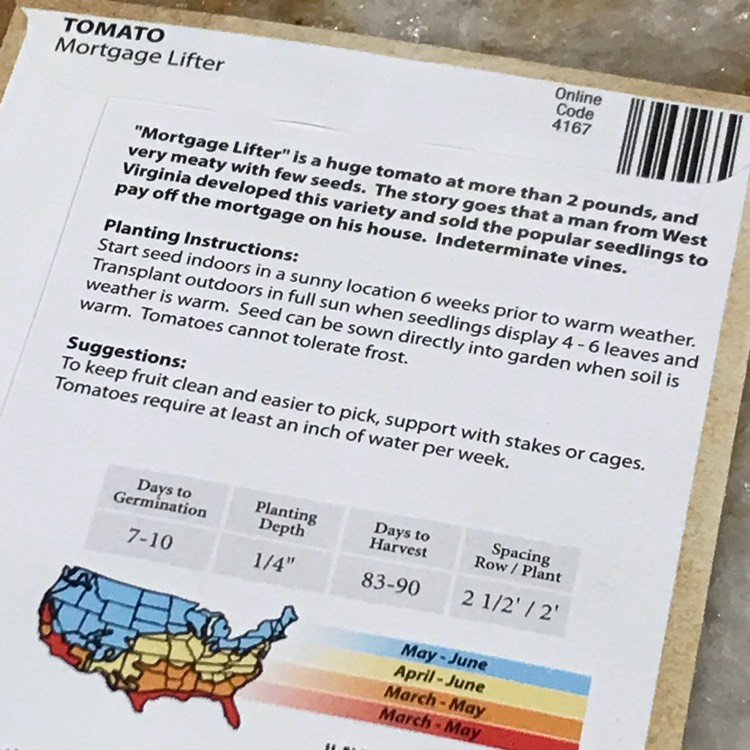 TOMATO
Mortgage Lifter
Online
Code
4167
"Mortgage Lifter" is a huge tomato at more than 2 pounds, and
very meaty with few seeds. The story goes that a man from West
Virginia developed this variety and sold the popular seedlings to
pay off the mortgage on his house. Indeterminate vines.
Planting Instructions:
Start seed indoors in a sunny location 6 weeks prior to warm weather.
Transplant outdoors in full sun when seedlings display 4 - 6 leaves and
weather is warm. Seed can be sown directly into garden when soil is
warm. Tomatoes cannot tolerate frost.
Suggestions:
To keep fruit clean and easier to pick, support with stakes or cages.
Tomatoes require at least an inch of water per week.
Days to
Germination
Planting
Depth
Days to
Harvest
Spacing
Row / Plant
7-10
1/4"
83-90
2 1/2' / 2'
May - June
April - June
March - May
March - May